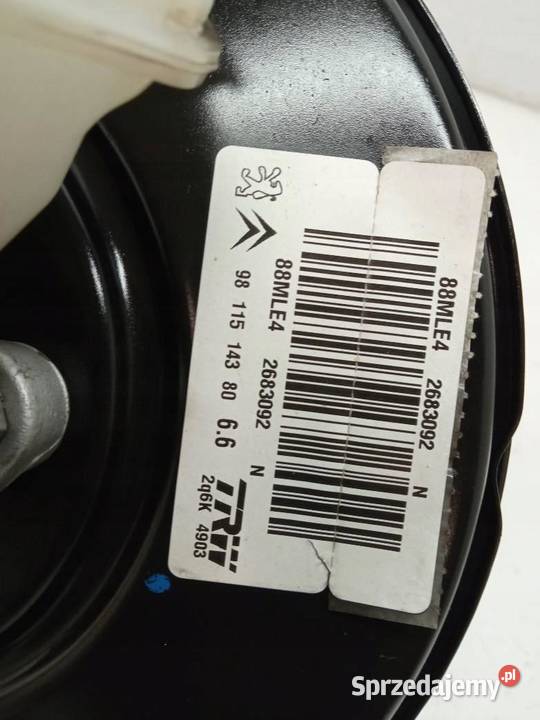 88MLE4 2683092 N
88MLE4 2683092 N
98 115 143 80 6.6
TRW
2q6K 4903
Sprzedajemy.pl